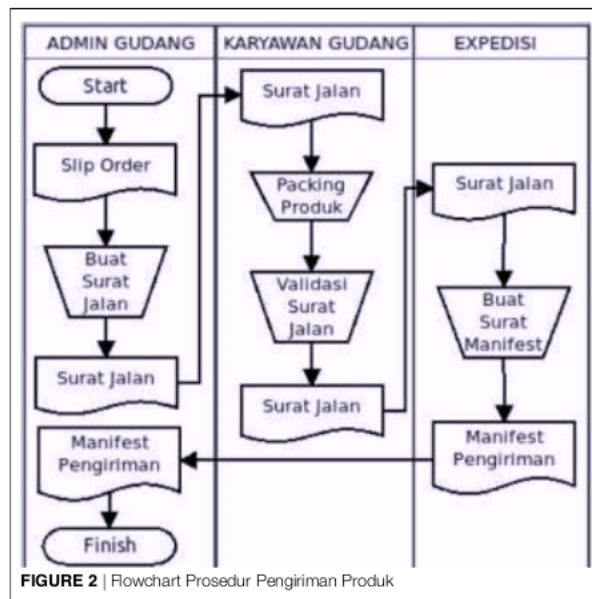 ADMIN GUDANG
KARYAWAN GUDANG
EXPEDISI
Start
Slip Order
Buat
Surat
Jalan
Surat Jalan
Manifest
Pengiriman
Finish
Surat Jalan
Packing
Produk
Validasi
Surat
Jalan
Surat Jalan
Surat Jalan
Buat
Surat
Manifest
Manifest
Pengiriman
FIGURE 2 | Flowchart Prosedur Pengiriman Produk